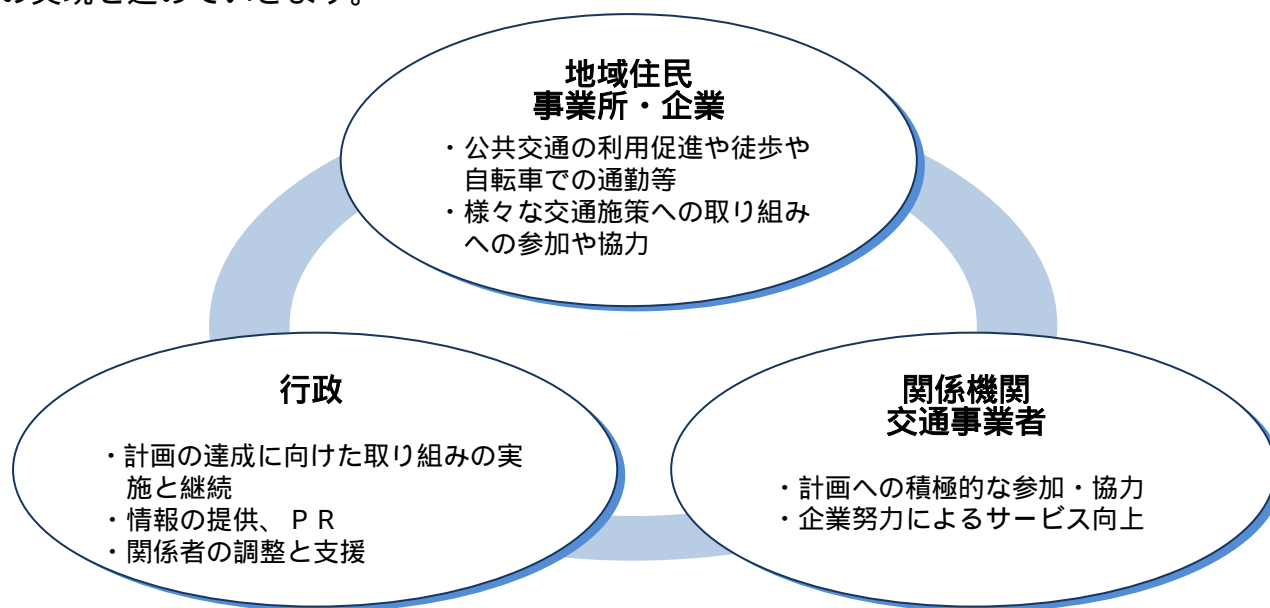 の実現を進めていきます。
地域住民
事業所・企業
・公共交通の利用促進や徒歩や
自転車での通勤等
・様々な交通施策への取り組み
への参加や協力
行政
・計画の達成に向けた取り組みの実
施と継続
・情報の提供、ＰＲ
・関係者の調整と支援
関係機関
交通事業者
・計画への積極的な参加・協力
・企業努力によるサービス向上